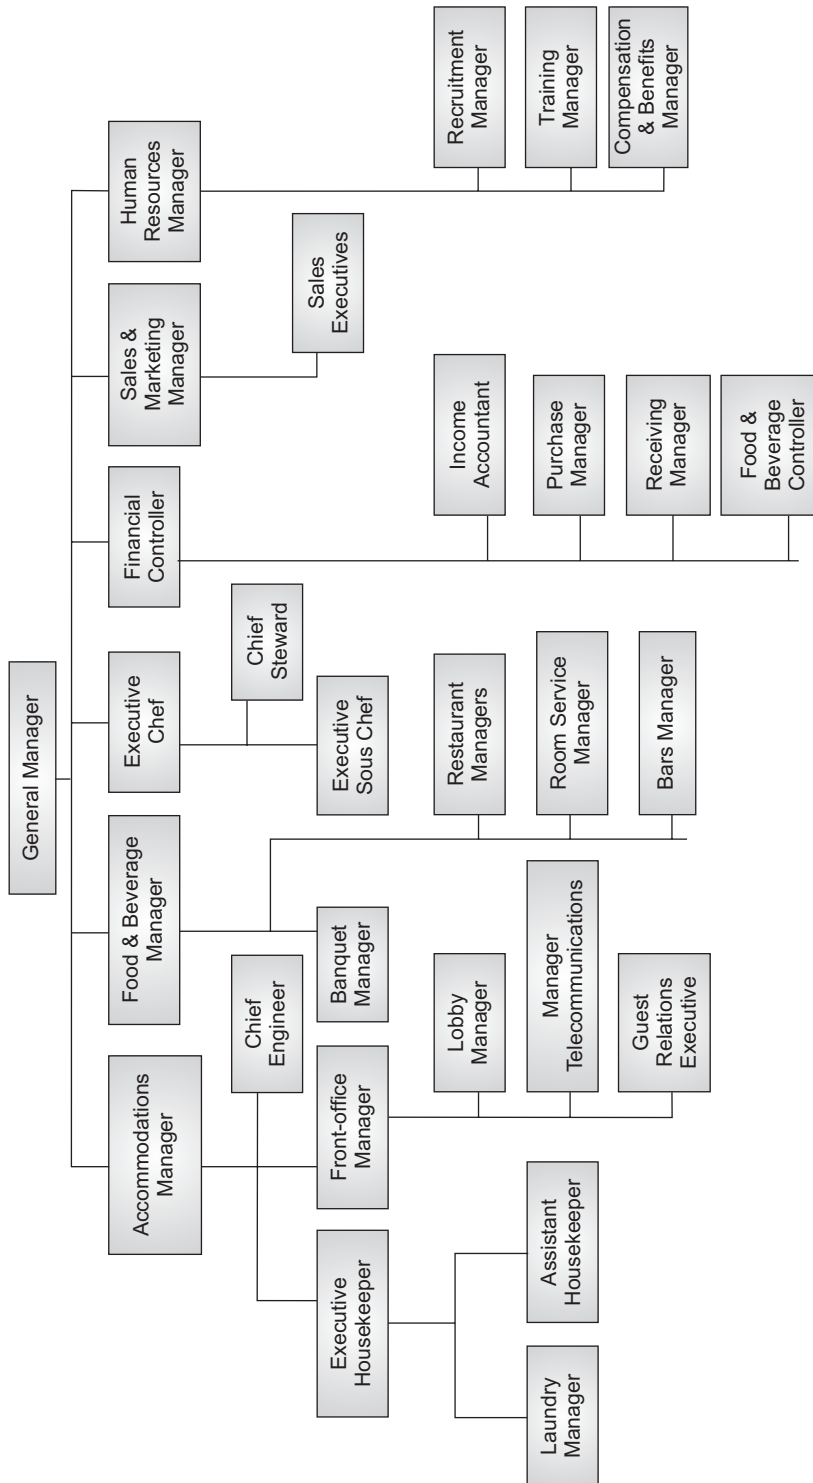 General Manager
Accommodations
Manager
Food & Beverage
Manager
Executive
Chef
Financial
Controller
Sales &
Marketing
Manager
Human
Resources
Manager
Chief
Engineer
Chief
Steward
Executive
Housekeeper
Front-office
Manager
Banquet
Manager
Executive
Sous Chef
Sales
Executives
Lobby
Manager
Restaurant
Managers
Income
Accountant
Recruitment
Manager
Laundry
Manager
Assistant
Housekeeper
Manager
Telecommunications
Room Service
Manager
Purchase
Manager
Training
Manager
Guest
Relations
Executive
Bars Manager
Receiving
Manager
Compensation
& Benefits
Manager
Food &
Beverage
Controller